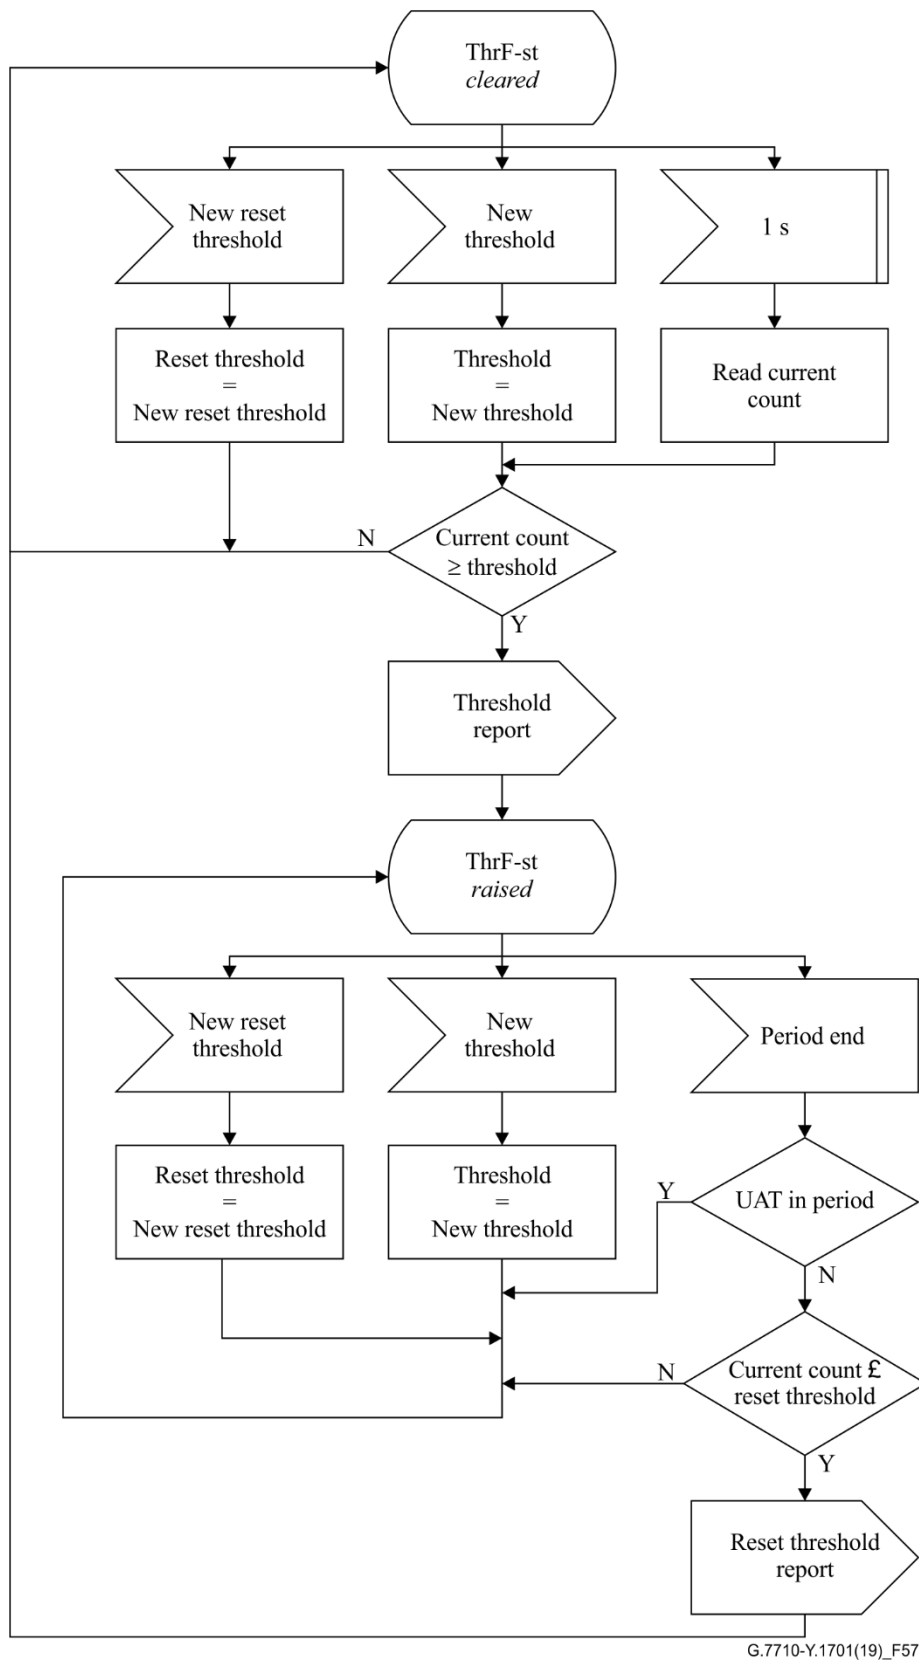 ThrF-st
cleared
New reset
threshold
New
threshold
1 s
Reset threshold
=
New reset threshold
Threshold
=
New threshold
Read current
count
N
Current count
≥ threshold
Y
Threshold
report
ThrF-st
raised
New reset
threshold
New
threshold
Period end
Reset threshold
=
New reset threshold
Threshold
=
New threshold
Y
UAT in period
N
N
Current count £
reset threshold
Y
Reset threshold
report
G.7710-Y.1701(19)_F57